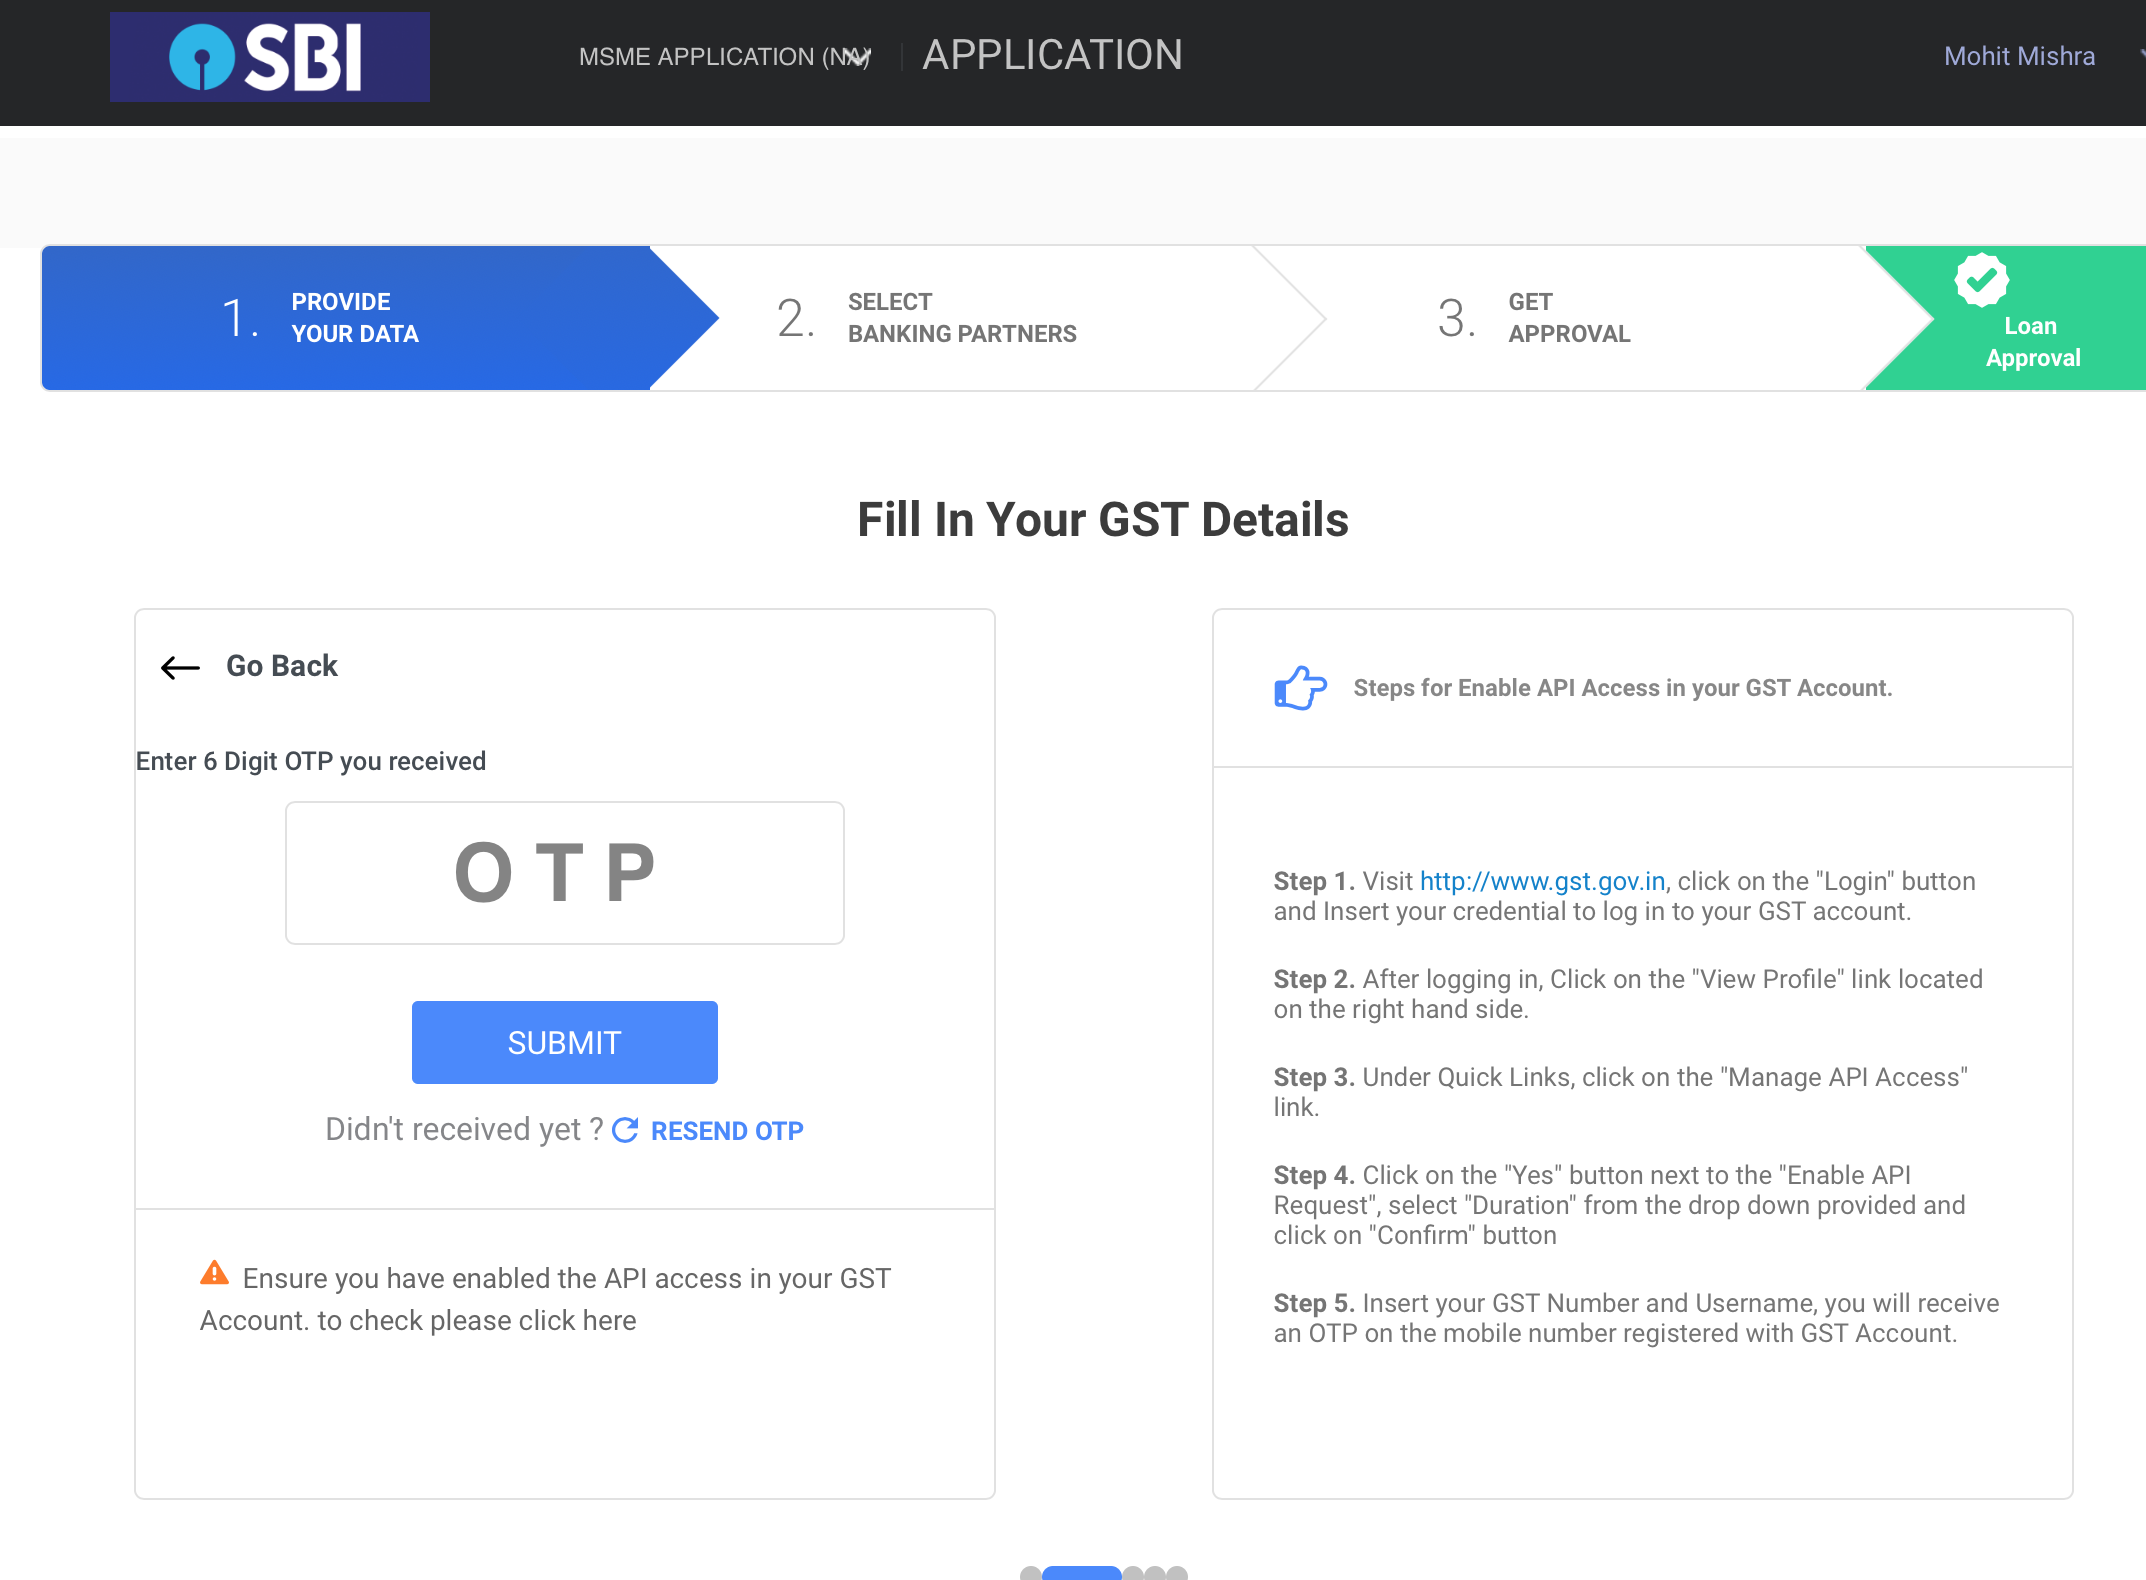 SBI
MSME APPLICATION (NA)
APPLICATION
Mohit Mishra
1.
PROVIDE
YOUR DATA
2.
SELECT
BANKING PARTNERS
3.
GET
APPROVAL
Loan
Approval
Fill In Your GST Details
Go Back
Enter 6 Digit OTP you received
OTP
SUBMIT
Didn't received yet ? RESEND OTP
Ensure you have enabled the API access in your GST
Account. to check please click here
Steps for Enable API Access in your GST Account.
Step 1. Visit http://www.gst.gov.in, click on the "Login" button
and Insert your credential to log in to your GST account.
Step 2. After logging in, Click on the "View Profile" link located
on the right hand side.
Step 3. Under Quick Links, click on the "Manage API Access"
link.
Step 4. Click on the "Yes" button next to the "Enable API
Request", select "Duration" from the drop down provided and
click on "Confirm" button
Step 5. Insert your GST Number and Username, you will receive
an OTP on the mobile number registered with GST Account.